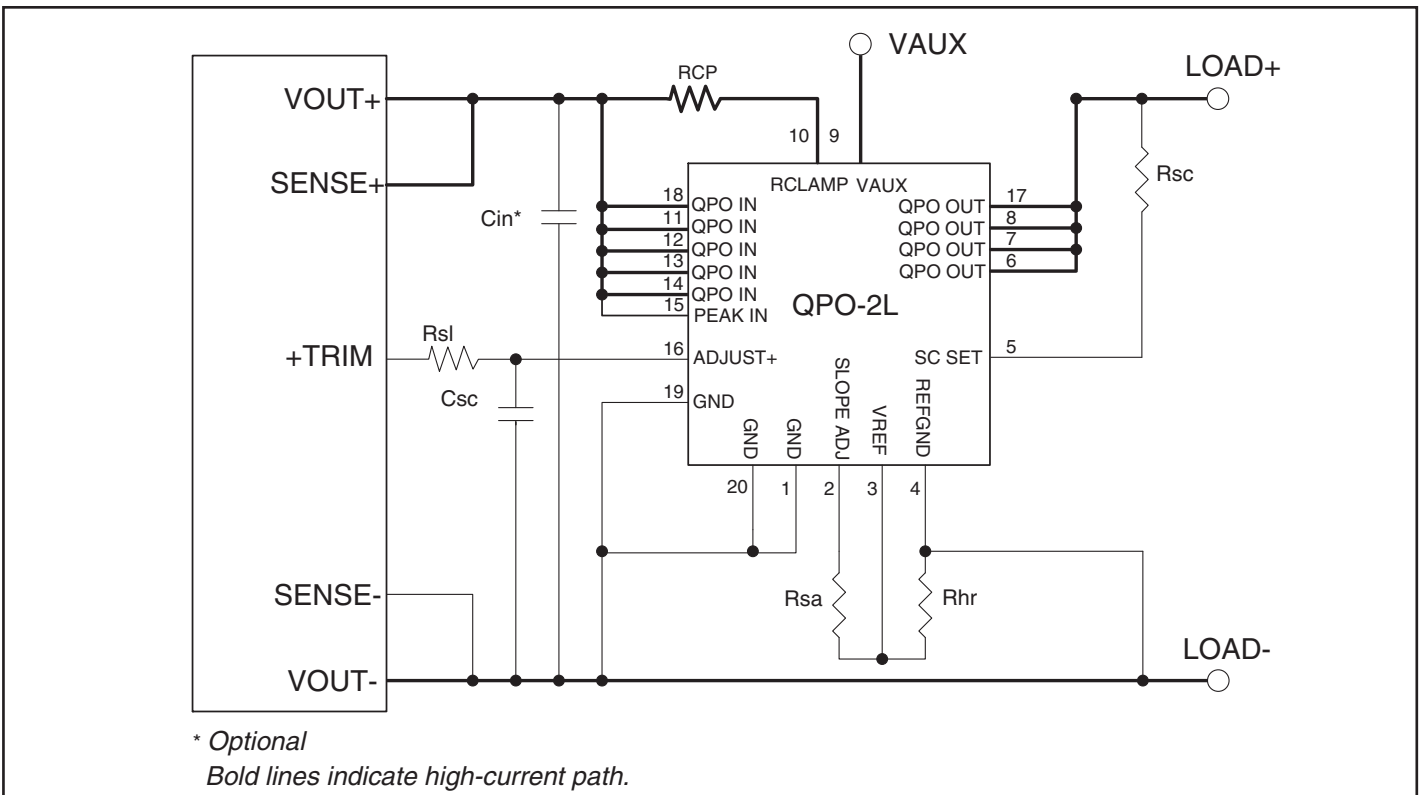 VAUX
LOAD+
RCP
VOUT+
10 9
SENSE+
RCLAMP VAUX
Rsc
18 QPO IN
QPO OUT 17
Cin*
11 QPO IN
QPO OUT 8
12 QPO IN
QPO OUT 7
13 QPO IN
QPO OUT 6
14 QPO IN
QPO-2L
15 PEAK IN
Rsl
+TRIM
16 ADJUST+
SC SET 5
Csc
19 GND
GND
GND
SLOPE ADJ
VREF
REFGND
20 1 2 3 4
SENSE-
Rsa
Rhr
LOAD-
VOUT-
* Optional
Bold lines indicate high-current path.